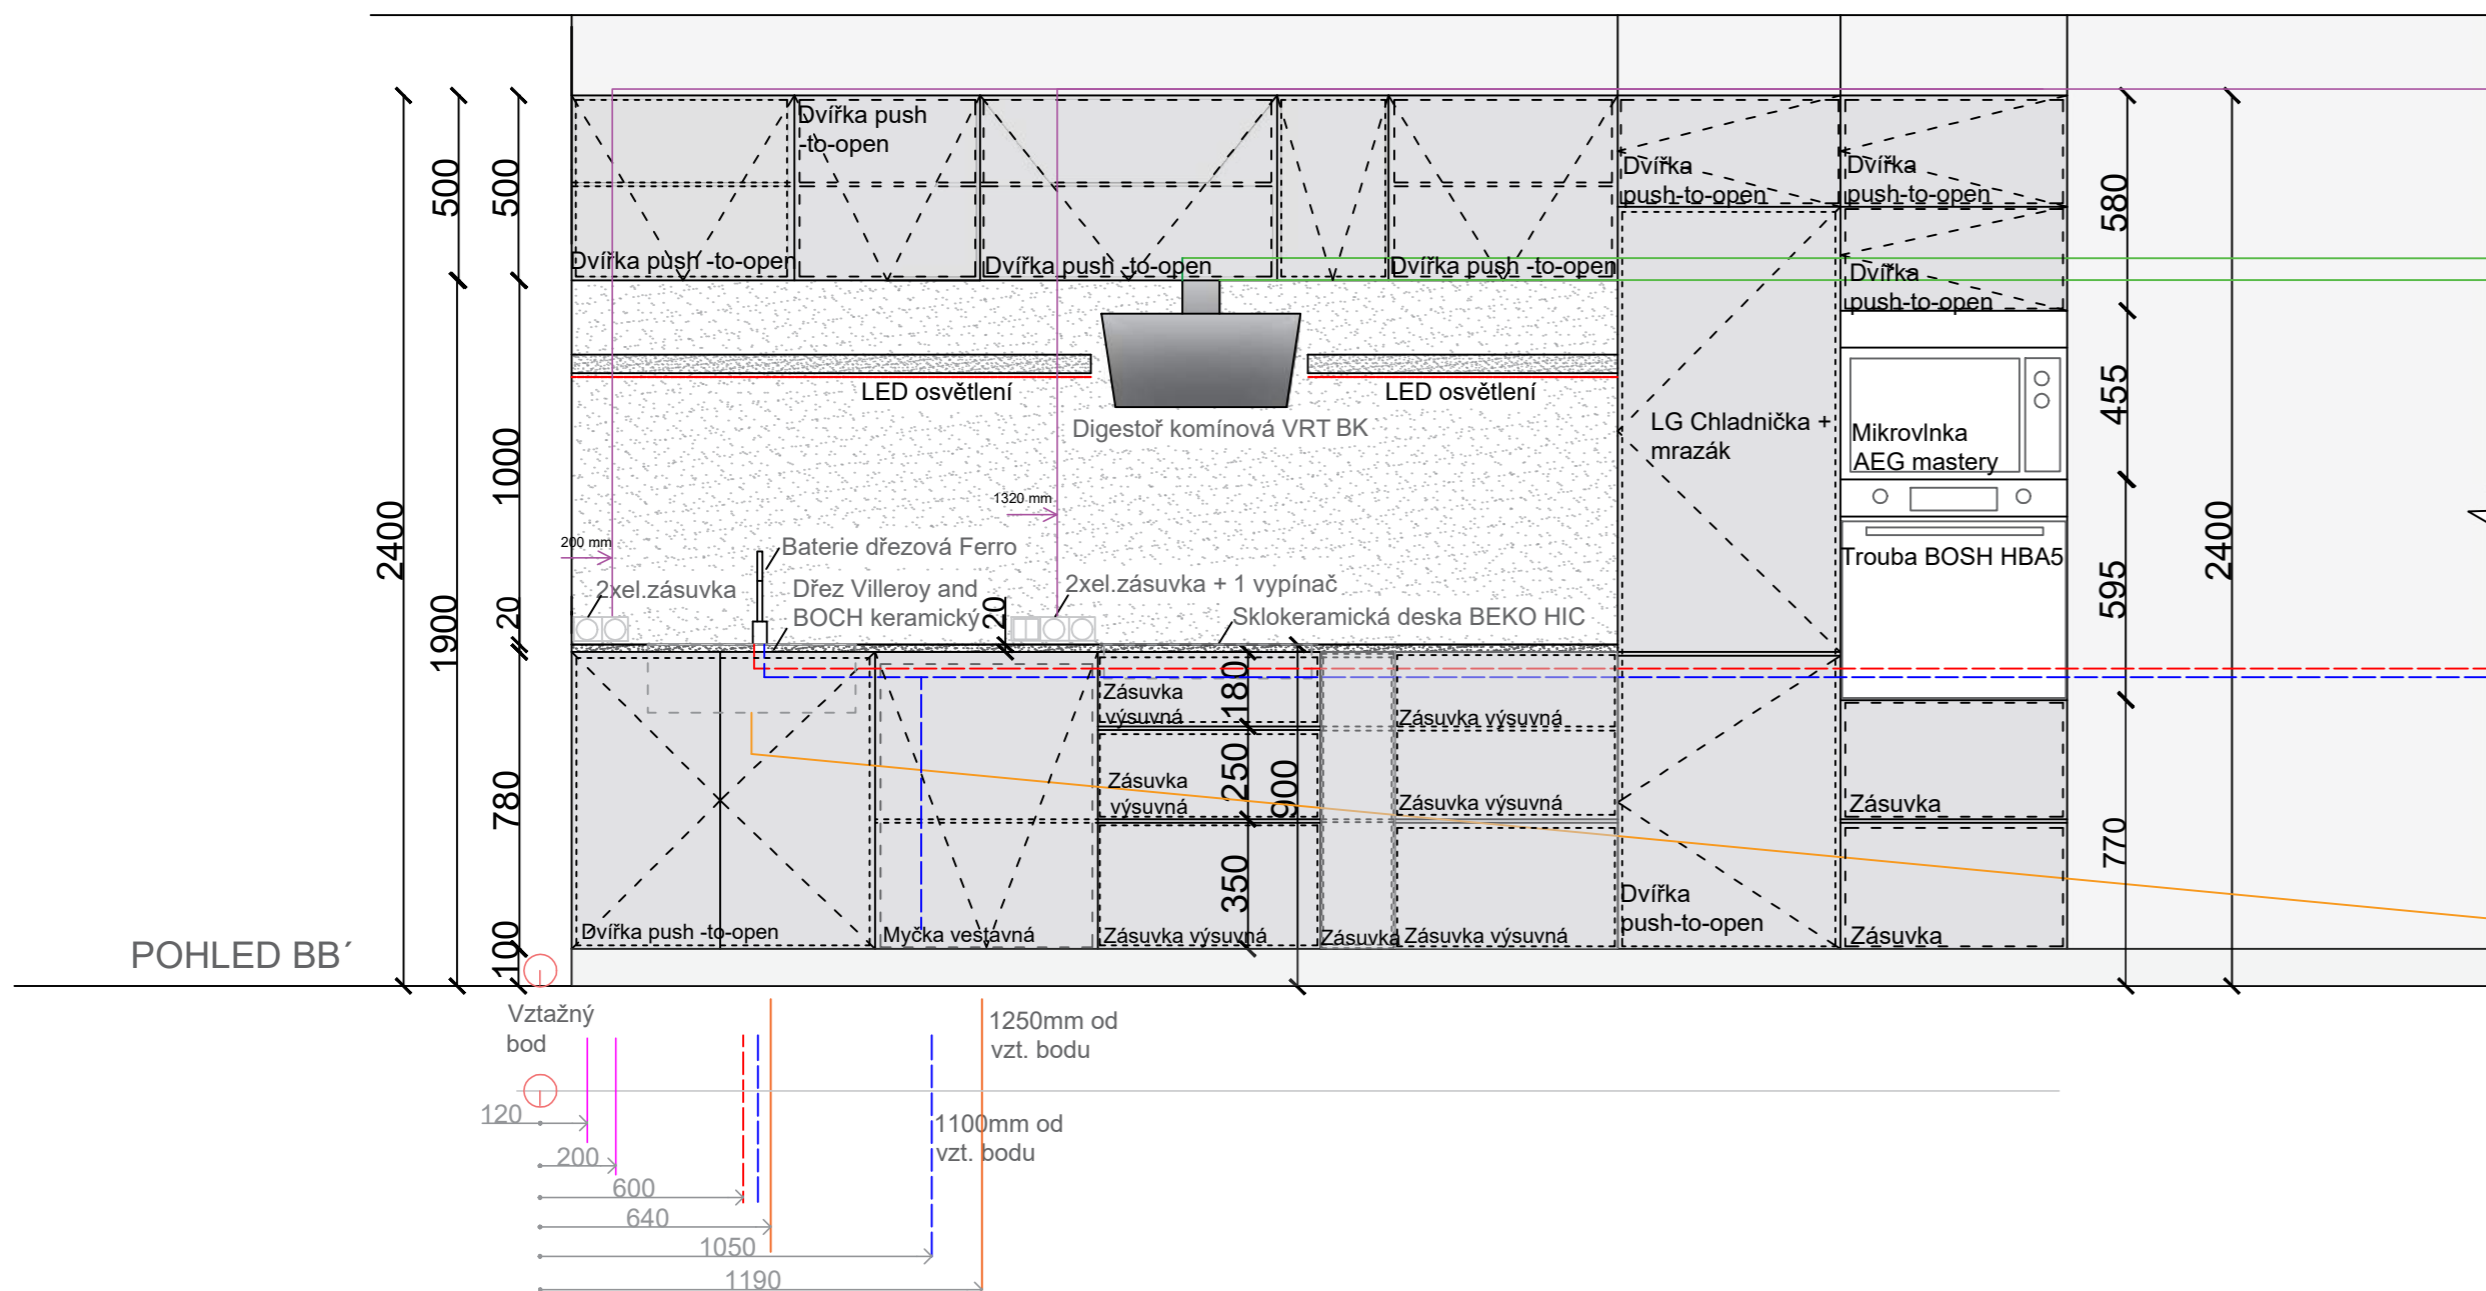 Dvířka push
-to-open
Dvířka push -to-open
Dvířka push -to-open
Dvířka push -to-open
Dvířka
push-to-open
Dvířka
push-to-open
Dvířka
push-to-open
500
500
580
LED osvětlení
LED osvětlení
Digestoř komínová VRT BK
LG Chladnička +
mrazák
Mikrovlnka
AEG mastery
455
1000
1320 mm
200 mm
2400
2400
Baterie dřezová Ferro
Trouba BOSH HBA5
2xel.zásuvka
Dřez Villeroy and
BOCH keramický
2xel.zásuvka + 1 vypínač
Sklokeramická deska BEKO HIC
20
20
1900
595
Zásuvka
výsuvná
180
Zásuvka výsuvná
Zásuvka
výsuvná
250
900
Zásuvka výsuvná
Zásuvka
780
770
350
Dvířka
push-to-open
Dvířka push -to-open
Myčka vestavná
Zásuvka výsuvná
Zásuvka
Zásuvka výsuvná
Zásuvka
100
POHLED BB´
Vztažný
bod
1250mm od
vzt. bodu
120
1100mm od
vzt. bodu
200
600
640
1050
1190